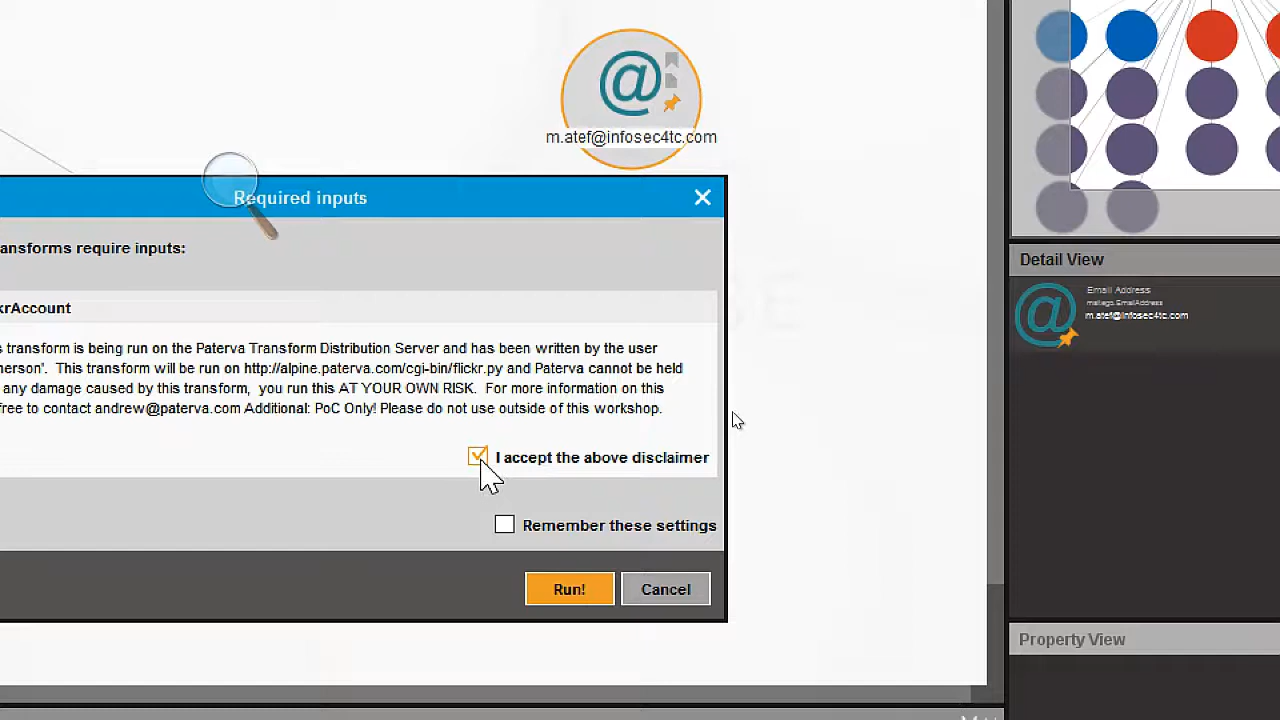 m.atef@infosec4tc.com
Required inputs
ansforms require inputs:
krAccount
s transform is being run on the Paterva Transform Distribution Server and has been written by the user
herson'. This transform will be run on http://alpine.paterva.com/cgi-bin/flickr.py and Paterva cannot be held
any damage caused by this transform, you run this AT YOUR OWN RISK. For more information on this
free to contact andrew@paterva.com Additional: PoC Only! Please do not use outside of this workshop.
I accept the above disclaimer
Remember these settings
Run!
Cancel
Detail View
Email Address
maltego.EmailAddress
m.atef@infosec4tc.com
Property View